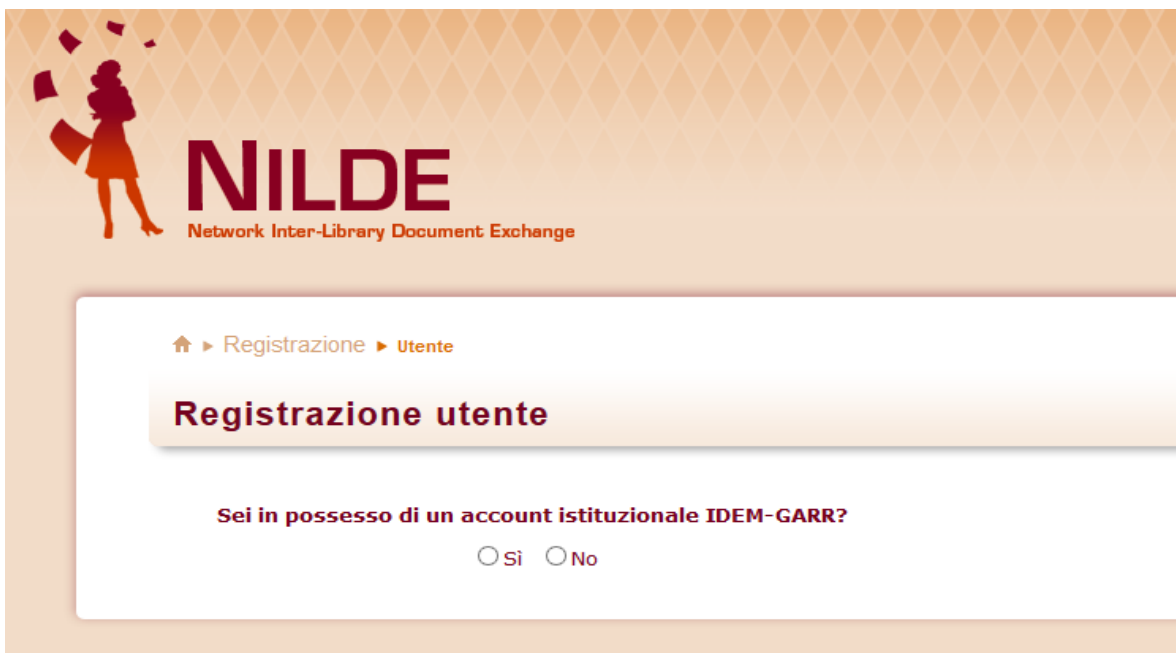 NILDE
Network Inter-Library Document Exchange
Registrazione Utente
Registrazione utente
Sei in possesso di un account istituzionale IDEM-GARR?
Sì No